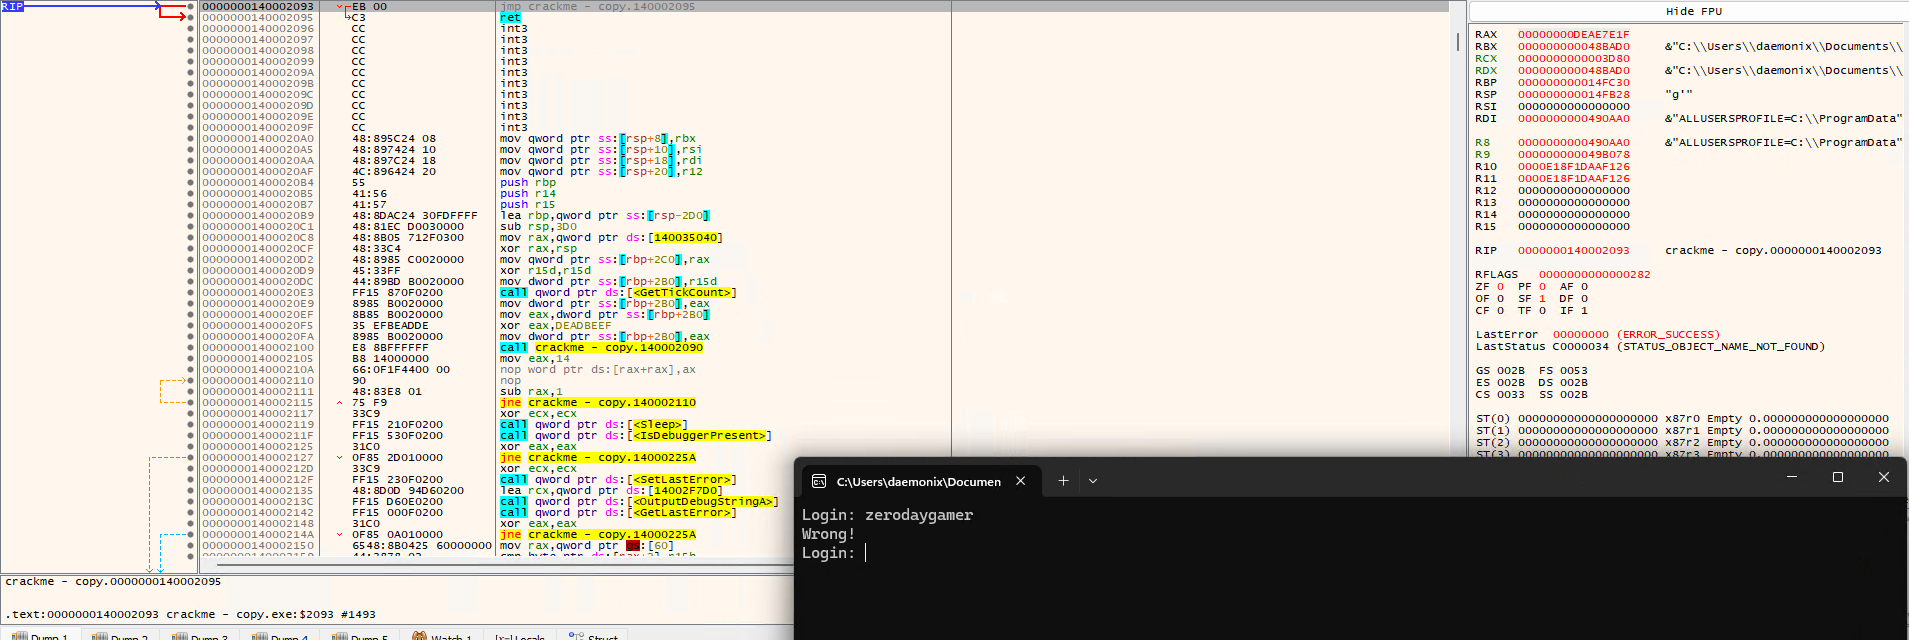 RIP
0000000140002093 EB 00 jmp crackme - copy.140002095
0000000140002095 C3 ret
0000000140002096 CC int3
0000000140002097 CC int3
0000000140002098 CC int3
0000000140002099 CC int3
000000014000209A CC int3
000000014000209B CC int3
000000014000209C CC int3
000000014000209D CC int3
000000014000209E CC int3
000000014000209F CC int3
00000001400020A0 48:895C24 08 mov qword ptr ss:[rsp+8],rbx
00000001400020A5 48:897424 10 mov qword ptr ss:[rsp+10],rsi
00000001400020AA 48:897C24 18 mov qword ptr ss:[rsp+18],rdi
00000001400020AF 4C:896424 20 mov qword ptr ss:[rsp+20],r12
00000001400020B4 55 push rbp
00000001400020B5 41:56 push r14
00000001400020B7 41:57 push r15
00000001400020B9 48:8DAC24 30FDFFFF lea rbp,qword ptr ss:[rsp-2D0]
00000001400020C1 48:81EC D0030000 sub rsp,3D0
00000001400020C8 48:8B05 712F0300 mov rax,qword ptr ds:[140035040]
00000001400020CF 48:33C4 xor rax,rsp
00000001400020D2 48:8985 C0020000 mov qword ptr ss:[rbp+2C0],rax
00000001400020D9 45:33FF xor r15d,r15d
00000001400020DC 44:89BD B0020000 mov dword ptr ss:[rbp+2B0],r15d
00000001400020E3 FF15 870F0200 call qword ptr ds:[<GetTickCount>]
00000001400020E9 8985 B0020000 mov dword ptr ss:[rbp+2B0],eax
00000001400020EF 8B85 B0020000 mov eax,dword ptr ss:[rbp+2B0]
00000001400020F5 35 EFBEADDE xor eax,DEADBEEF
00000001400020FA 8985 B0020000 mov dword ptr ss:[rbp+2B0],eax
0000000140002100 E8 8BFFFFFF call crackme - copy.140002090
0000000140002105 B8 14000000 mov eax,14
000000014000210A 66:0F1F4400 00 nop word ptr ds:[rax+rax],ax
0000000140002110 90 nop
0000000140002111 48:83E8 01 sub rax,1
0000000140002115 75 F9 jne crackme - copy.140002110
0000000140002117 33C9 xor ecx,ecx
0000000140002119 FF15 210F0200 call qword ptr ds:[<Sleep>]
000000014000211F FF15 530F0200 call qword ptr ds:[<IsDebuggerPresent>]
0000000140002125 31C0 xor eax,eax
0000000140002127 0F85 2D010000 jne crackme - copy.14000225A
000000014000212D 33C9 xor ecx,ecx
000000014000212F FF15 230F0200 call qword ptr ds:[<SetLastError>]
0000000140002135 48:8D0D 94D60200 lea rcx,qword ptr ds:[14002F7D0]
000000014000213C FF15 D60E0200 call qword ptr ds:[<OutputDebugStringA>]
0000000140002142 FF15 000F0200 call qword ptr ds:[<GetLastError>]
0000000140002148 31C0 xor eax,eax
000000014000214A 0F85 0A010000 jne crackme - copy.14000225A
0000000140002150 6548:8B0425 60000000 mov rax,qword ptr gs:[60]
crackme - copy.0000000140002095
.text:0000000140002093 crackme - copy.exe:$2093 #1493
Dump 1 Dump 2 Dump 3 Dump 4 Dump 5 Watch 1 [x=] Locals Struct
Hide FPU
RAX 00000000DEAE7E1F
RBX 000000000048BAD0 &"C:\\Users\\daemonix\\Documents\\
RCX 0000000000003D80
RDX 000000000048BAD0 &"C:\\Users\\daemonix\\Documents\\
RBP 000000000014FC30
RSP 000000000014FB28 "g'"
RSI 0000000000000000
RDI 0000000000490AA0 &"ALLUSERSPROFILE=C:\\ProgramData"
R8 0000000000490AA0 &"ALLUSERSPROFILE=C:\\ProgramData"
R9 000000000049B078
R10 0000E18F1DAAF126
R11 0000E18F1DAAF126
R12 0000000000000000
R13 0000000000000000
R14 0000000000000000
R15 0000000000000000
RIP 0000000140002093 crackme - copy.0000000140002093
RFLAGS 0000000000000282
ZF 0 PF 0 AF 0
OF 0 SF 1 DF 0
CF 0 TF 0 IF 1
LastError 00000000 (ERROR_SUCCESS)
LastStatus C0000034 (STATUS_OBJECT_NAME_NOT_FOUND)
GS 002B FS 0053
ES 002B DS 002B
CS 0033 SS 002B
ST(0) 00000000000000000000 x87r0 Empty 0.000000000000000000
ST(1) 00000000000000000000 x87r1 Empty 0.000000000000000000
ST(2) 00000000000000000000 x87r2 Empty 0.000000000000000000
ST(3) 00000000000000000000 x87r3 Empty 0.000000000000000000
C:\Users\daemonix\Documen
Login: zerodaygamer
Wrong!
Login: